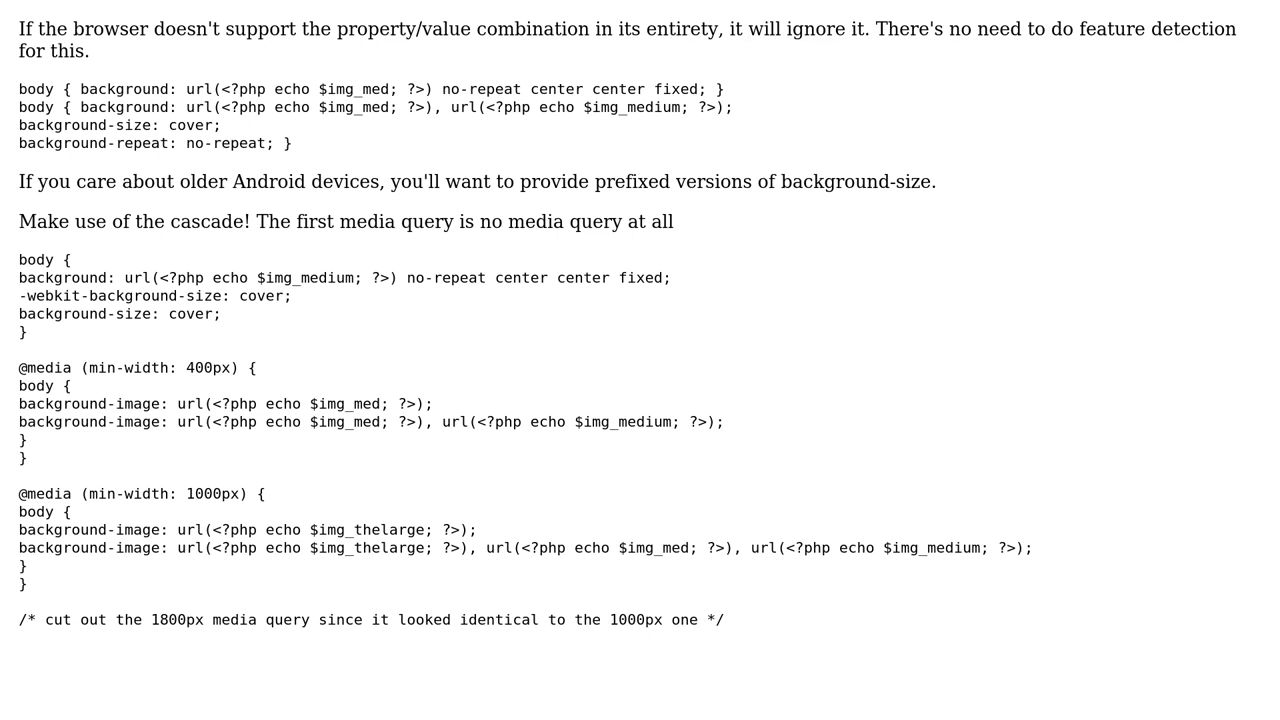 If the browser doesn't support the property/value combination in its entirety, it will ignore it. There's no need to do feature detection
for this.
body { background: url(<?php echo $img_med; ?>) no-repeat center center fixed; }
body { background: url(<?php echo $img_med; ?>), url(<?php echo $img_medium; ?>);
background-size: cover;
background-repeat: no-repeat; }
If you care about older Android devices, you'll want to provide prefixed versions of background-size.
Make use of the cascade! The first media query is no media query at all
body {
background: url(<?php echo $img_medium; ?>) no-repeat center center fixed;
-webkit-background-size: cover;
background-size: cover;
}
@media (min-width: 400px) {
body {
background-image: url(<?php echo $img_med; ?>);
background-image: url(<?php echo $img_med; ?>), url(<?php echo $img_medium; ?>);
}
}
@media (min-width: 1000px) {
body {
background-image: url(<?php echo $img_thelarge; ?>);
background-image: url(<?php echo $img_thelarge; ?>), url(<?php echo $img_med; ?>), url(<?php echo $img_medium; ?>);
}
}
/* cut out the 1800px media query since it looked identical to the 1000px one */